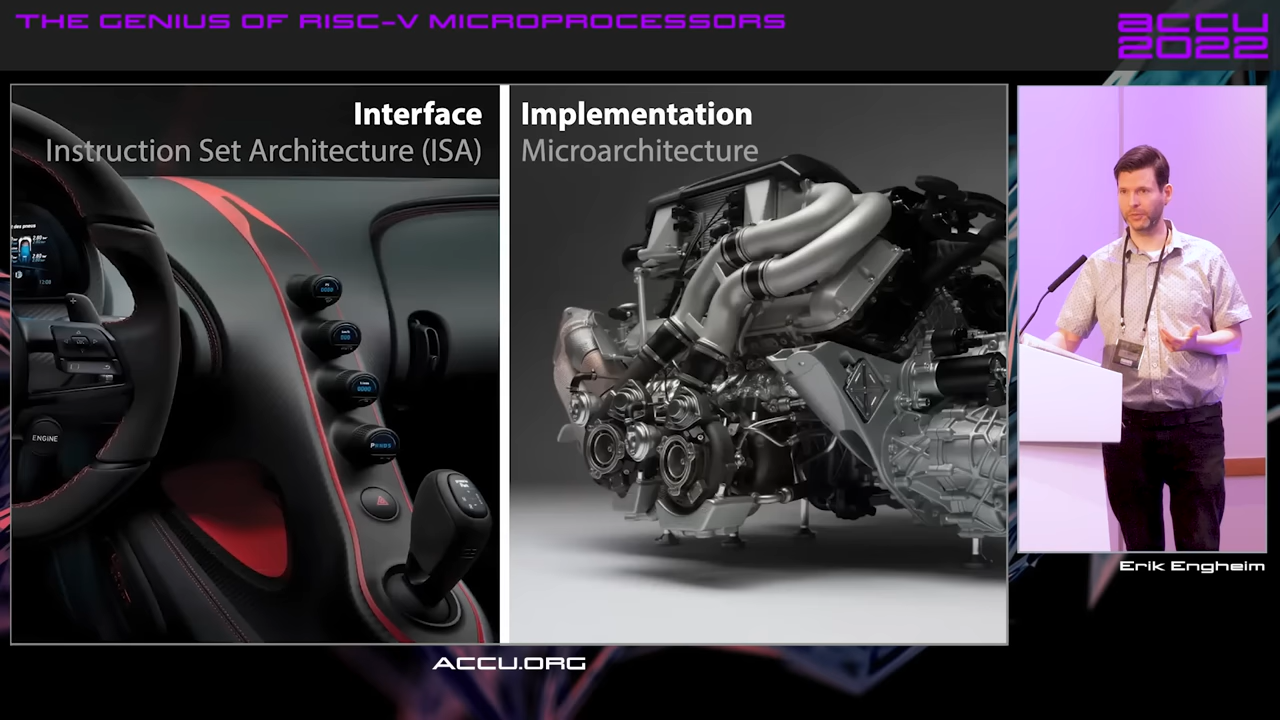 THE GENIUS OF RISC-V MICROPROCESSORS
accu
2022
Interface
Instruction Set Architecture (ISA)
Implementation
Microarchitecture
ENGINE
Erik Engheim
ACCU.ORG